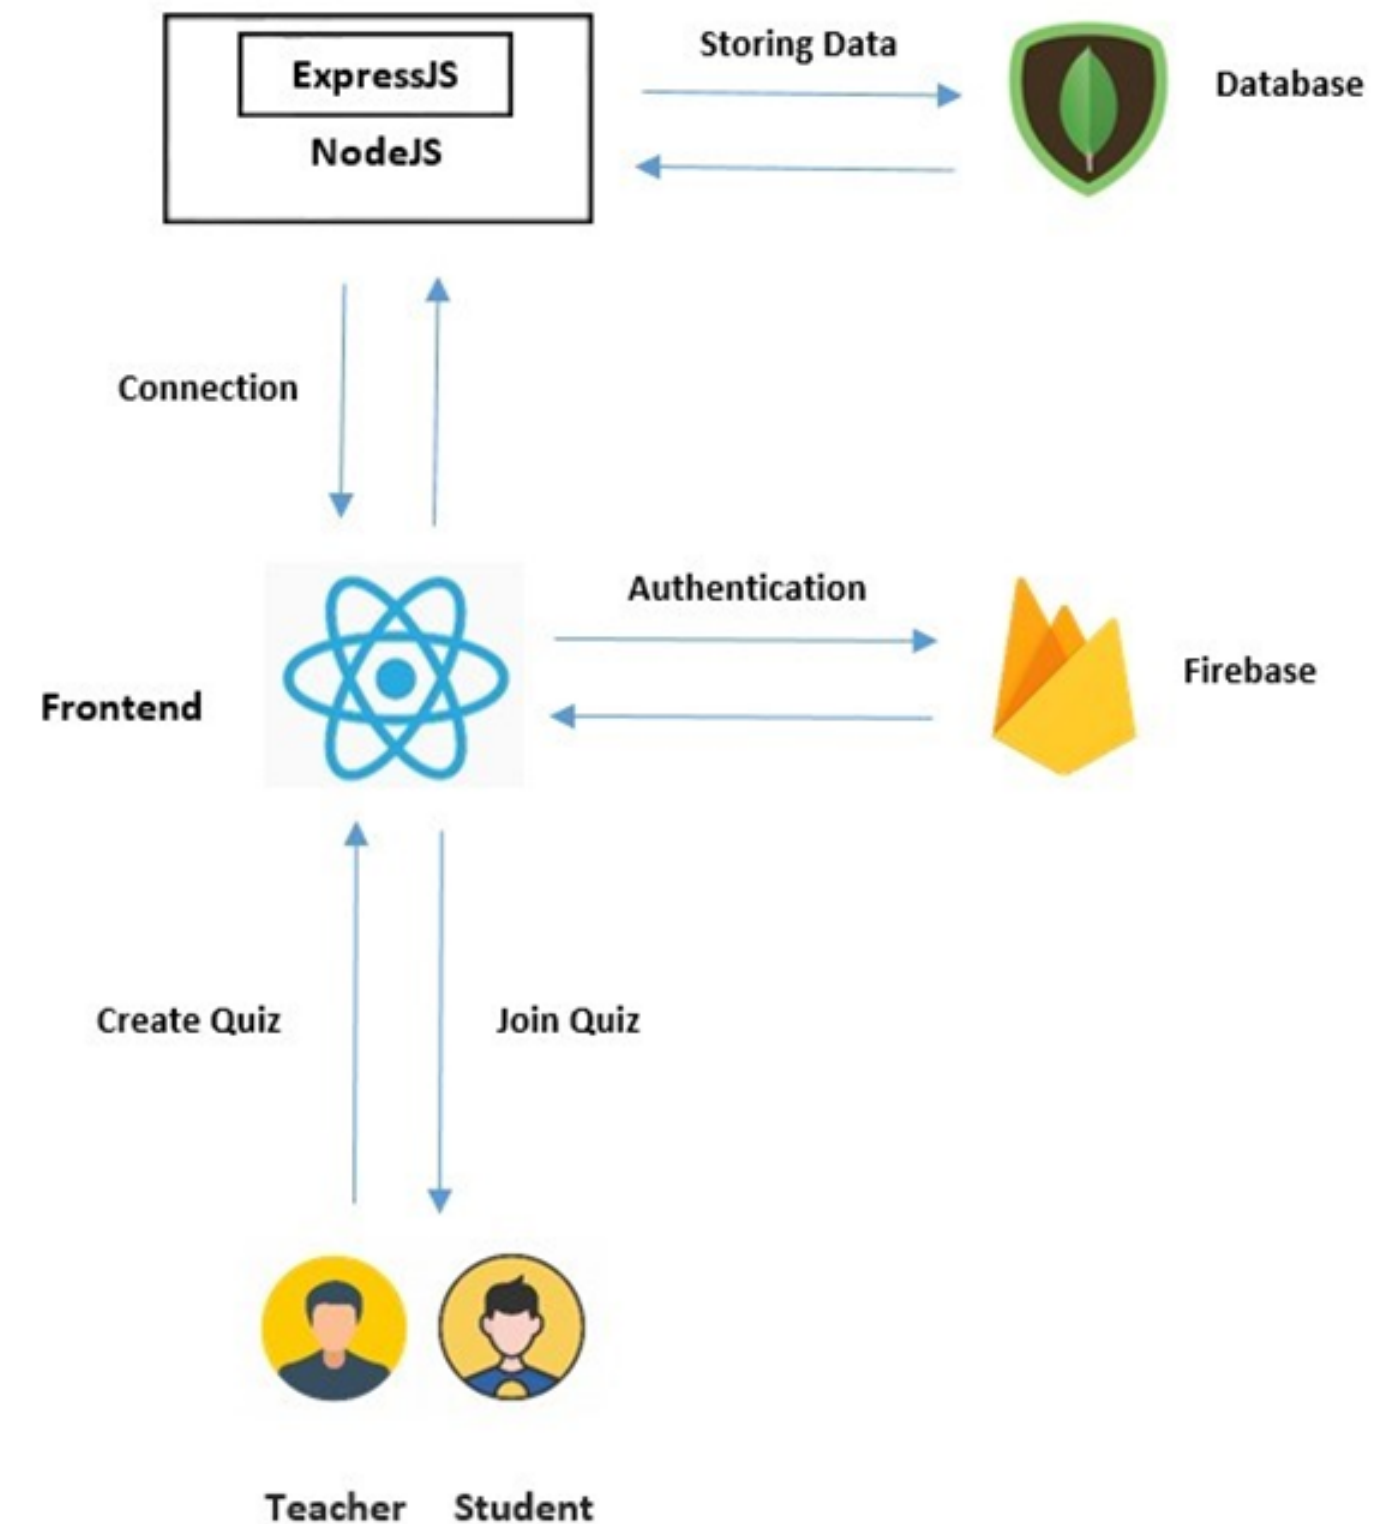 ExpressJS
NodeJS
Storing Data
Database
Connection
Authentication
Firebase
Frontend
Create Quiz
Join Quiz
Teacher
Student